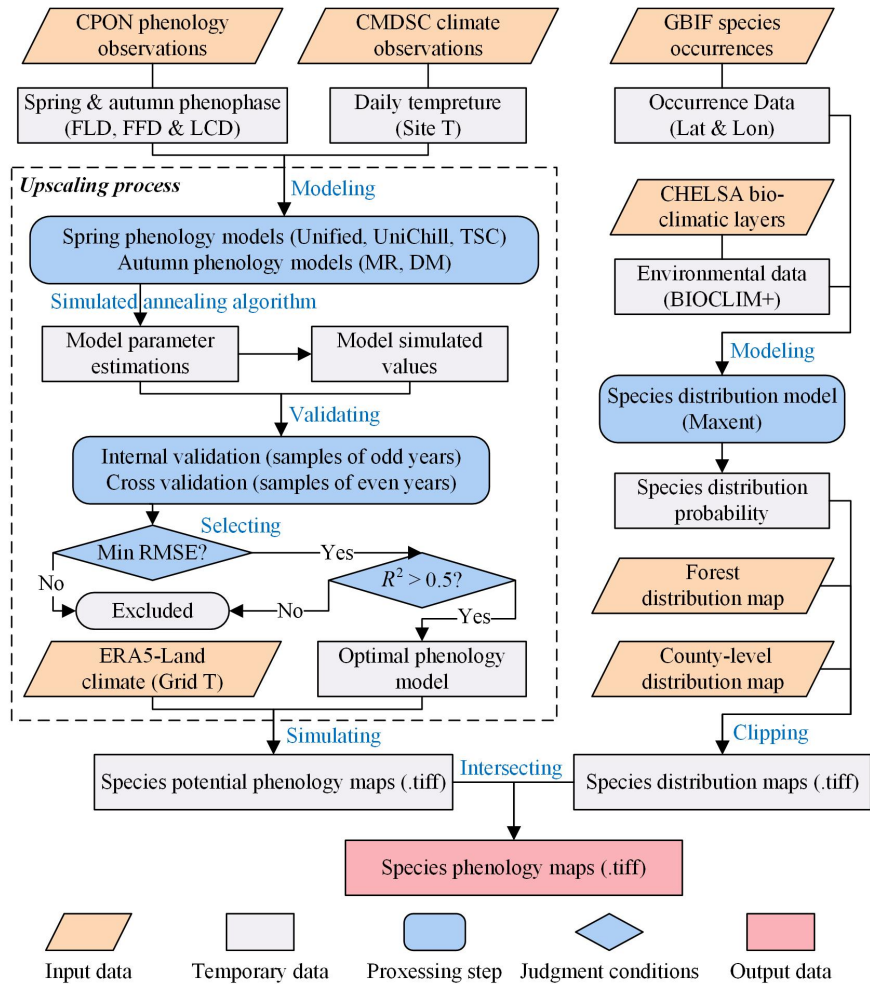 CPON phenology
observations
CMDSC climate
observations
GBIF species
occurrences
Spring & autumn phenophase
(FLD, FFD & LCD)
Daily tempreture
(Site T)
Occurrence Data
(Lat & Lon)
Upscaling process
Modeling
CHELSA bio-
climatic layers
Spring phenology models (Unified, UniChill, TSC)
Autumn phenology models (MR, DM)
Environmental data
(BIOCLIM+)
Simulated annealing algorithm
Model parameter
estimations
Model simulated
values
Modeling
Validating
Species distribution model
(Maxent)
Internal validation (samples of odd years)
Cross validation (samples of even years)
Species distribution
probability
Selecting
Min RMSE?
Yes
No
R² > 0.5?
Forest
distribution map
Excluded
No
Yes
ERA5-Land
climate (Grid T)
Optimal phenology
model
County-level
distribution map
Simulating
Clipping
Species potential phenology maps (.tiff)
Intersecting
Species distribution maps (.tiff)
Species phenology maps (.tiff)
Input data
Temporary data
Proxessing step
Judgment conditions
Output data